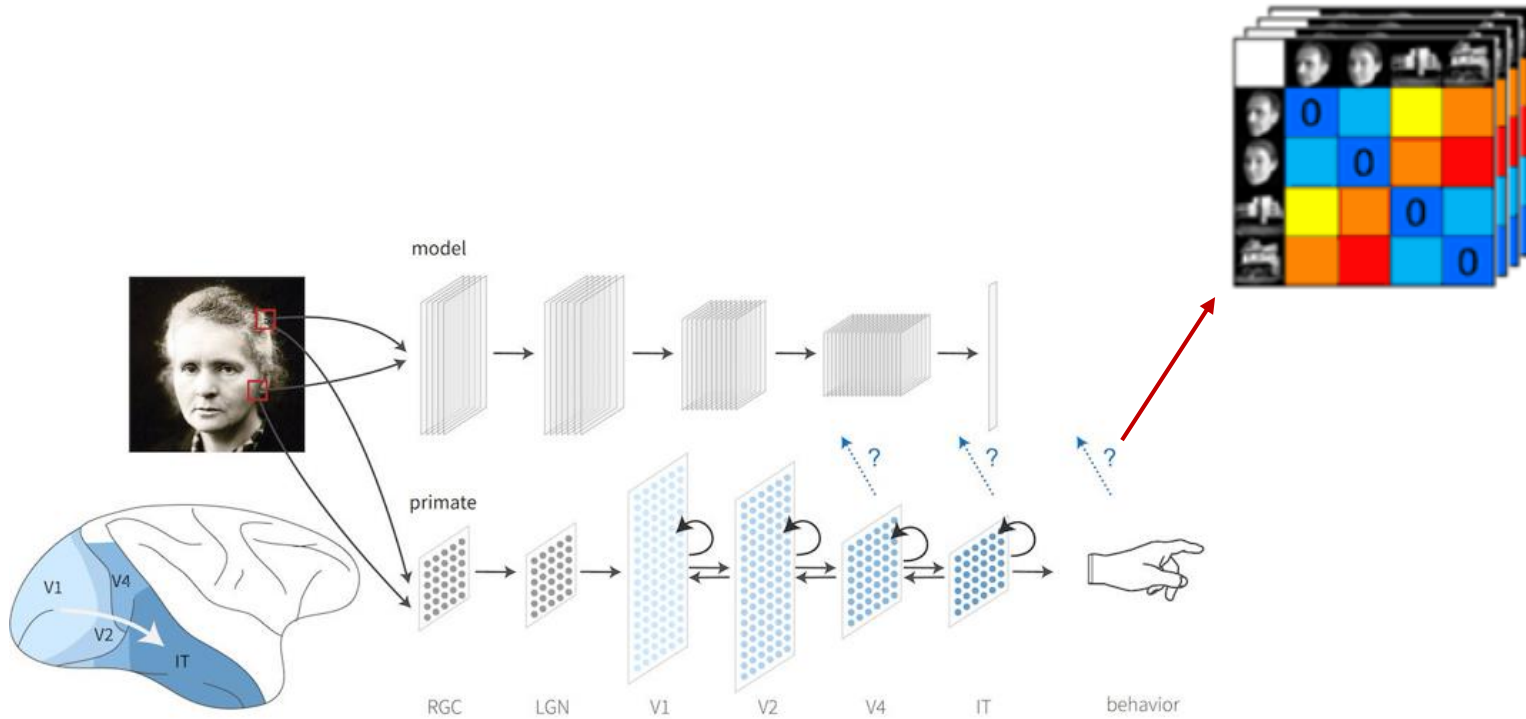 0
0
0
0
model
? ? ?
primate
V1 V4
V2
IT
RGC LGN V1 V2 V4 IT behavior